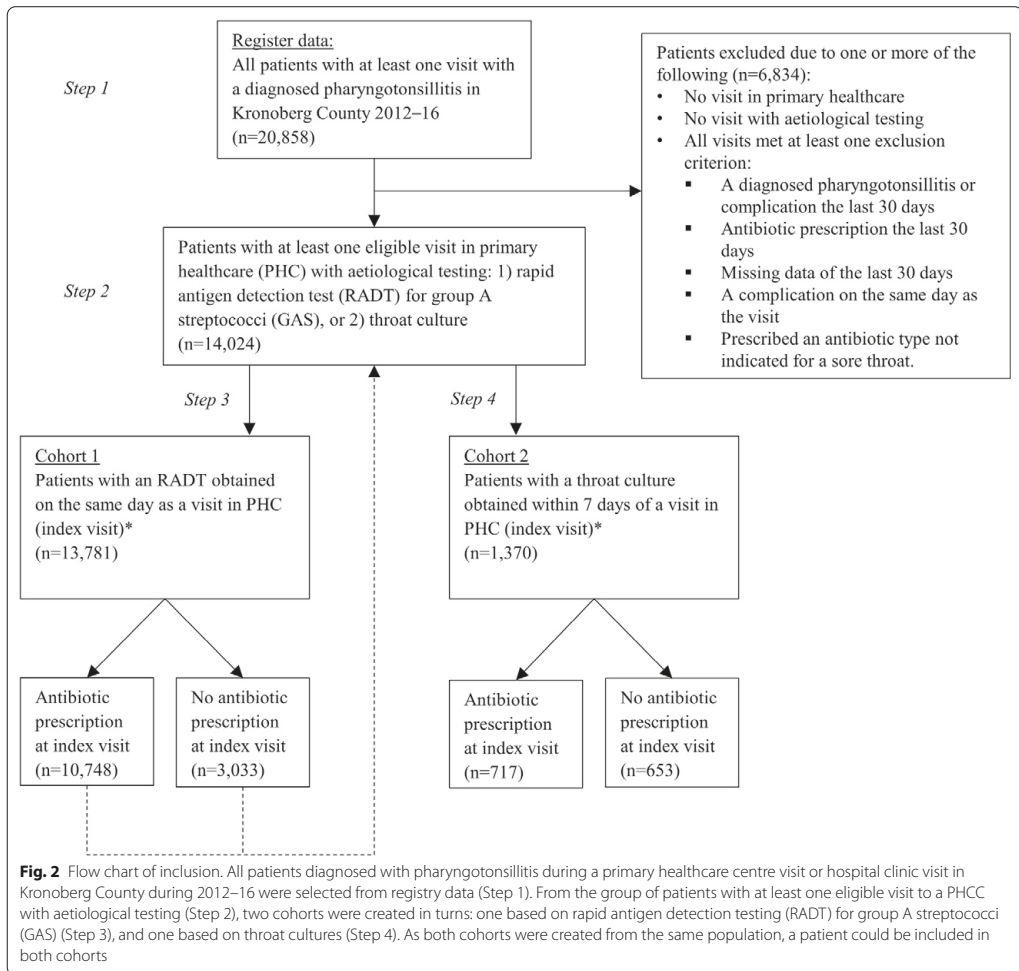 Step 1
Register data:
All patients with at least one visit with
a diagnosed pharyngotonsillitis in
Kronoberg County 2012–16
(n=20,858)
Patients excluded due to one or more of the
following (n=6,834):
• No visit in primary healthcare
• No visit with aetiological testing
• All visits met at least one exclusion
criterion:
▪ A diagnosed pharyngotonsillitis or
complication the last 30 days
▪ Antibiotic prescription the last 30
days
▪ Missing data of the last 30 days
▪ A complication on the same day as
the visit
▪ Prescribed an antibiotic type not
indicated for a sore throat.
Step 2
Patients with at least one eligible visit in primary
healthcare (PHC) with aetiological testing: 1) rapid
antigen detection test (RADT) for group A
streptococci (GAS), or 2) throat culture
(n=14,024)
Step 3
Step 4
Cohort 1
Patients with an RADT obtained
on the same day as a visit in PHC
(index visit)*
(n=13,781)
Cohort 2
Patients with a throat culture
obtained within 7 days of a visit in
PHC (index visit)*
(n=1,370)
Antibiotic
prescription
at index visit
(n=10,748)
No antibiotic
prescription
at index visit
(n=3,033)
Antibiotic
prescription
at index visit
(n=717)
No antibiotic
prescription
at index visit
(n=653)
Fig. 2 Flow chart of inclusion. All patients diagnosed with pharyngotonsillitis during a primary healthcare centre visit or hospital clinic visit in
Kronoberg County during 2012–16 were selected from registry data (Step 1). From the group of patients with at least one eligible visit to a PHCC
with aetiological testing (Step 2), two cohorts were created in turns: one based on rapid antigen detection testing (RADT) for group A streptococci
(GAS) (Step 3), and one based on throat cultures (Step 4). As both cohorts were created from the same population, a patient could be included in
both cohorts